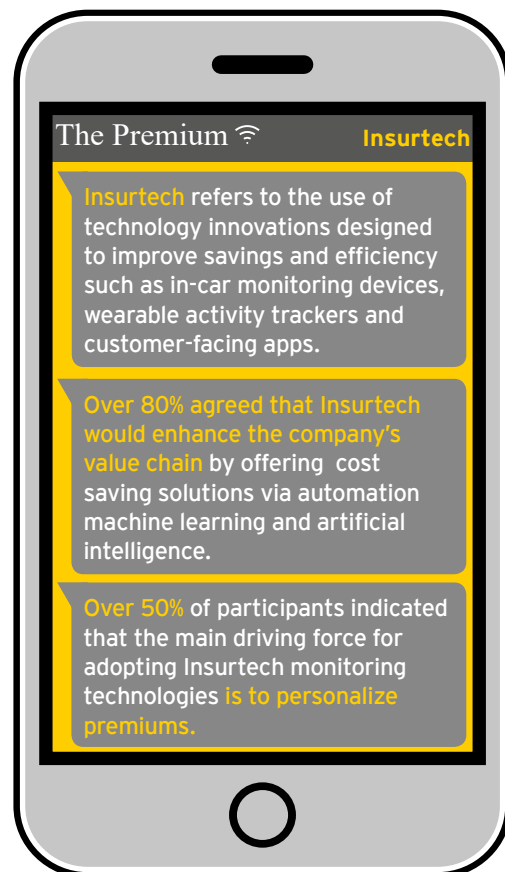 The Premium
Insurtech
Insurtech refers to the use of
technology innovations designed
to improve savings and efficiency
such as in-car monitoring devices,
wearable activity trackers and
customer-facing apps.
Over 80% agreed that Insurtech
would enhance the company's
value chain by offering  cost
saving solutions via automation
machine learning and artificial
intelligence.
Over 50% of participants indicated
that the main driving force for
adopting Insurtech monitoring
technologies is to personalize
premiums.